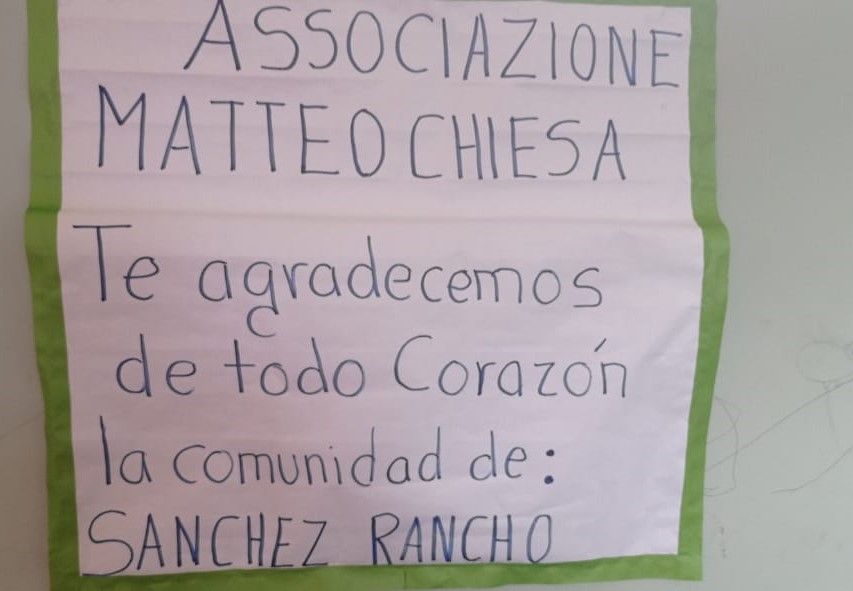 ASSOCIAZIONE
MATTEO CHIESA
Te agradecemos
de todo Corazón
la comunidad de:
SANCHEZ RANCHO